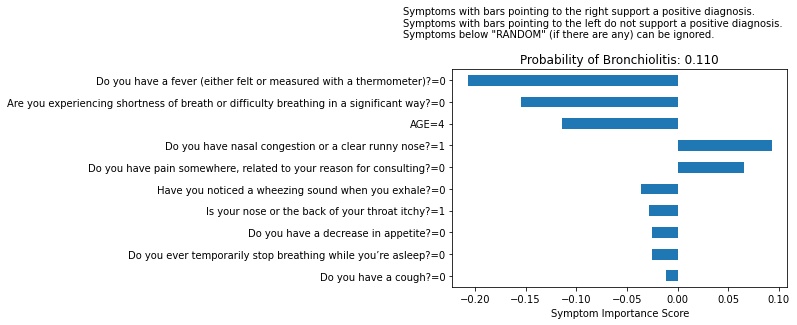 Symptoms with bars pointing to the right support a positive diagnosis.
Symptoms with bars pointing to the left do not support a positive diagnosis.
Symptoms below "RANDOM" (if there are any) can be ignored.
Probability of Bronchiolitis: 0.110
Do you have a fever (either felt or measured with a thermometer)?=0
Are you experiencing shortness of breath or difficulty breathing in a significant way?=0
AGE=4
Do you have nasal congestion or a clear runny nose?=1
Do you have pain somewhere, related to your reason for consulting?=0
Have you noticed a wheezing sound when you exhale?=0
Is your nose or the back of your throat itchy?=1
Do you have a decrease in appetite?=0
Do you ever temporarily stop breathing while you’re asleep?=0
Do you have a cough?=0
−0.20 −0.15 −0.10 −0.05 0.00 0.05 0.10
Symptom Importance Score